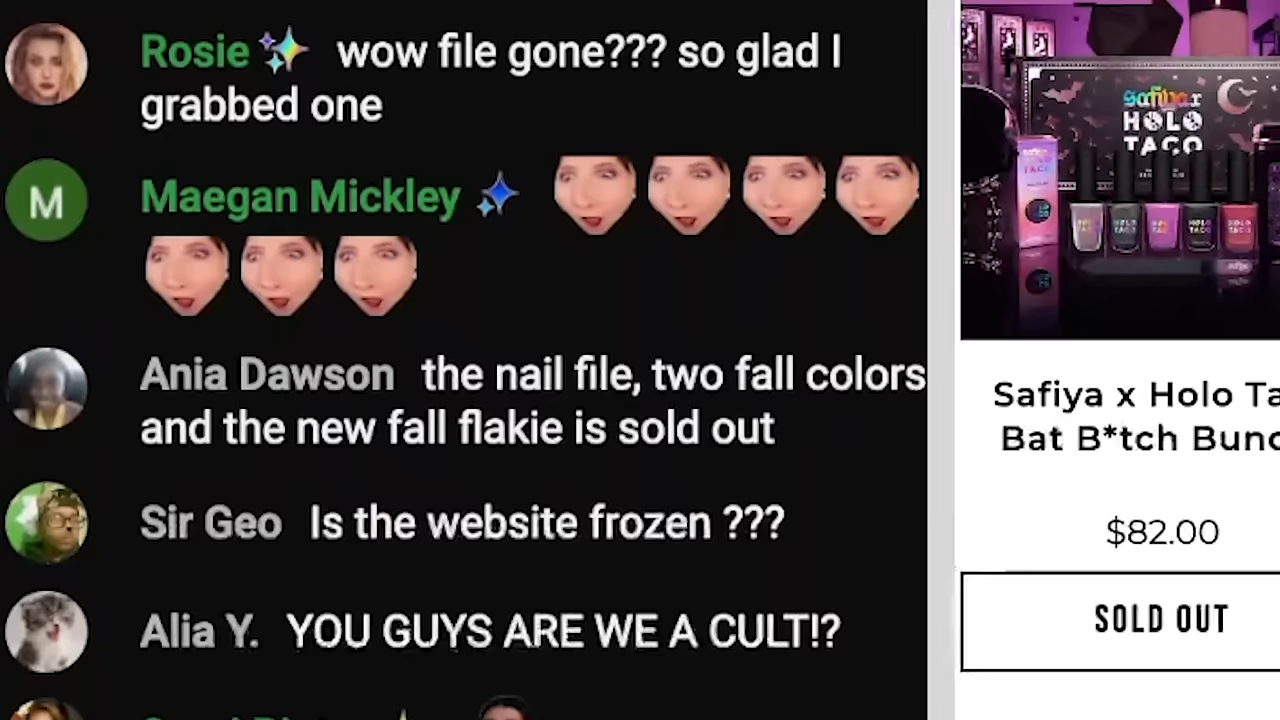 Rosie wow file gone??? so glad I
grabbed one
M
Maegan Mickley
Ania Dawson the nail file, two fall colors
and the new fall flakie is sold out
Sir Geo Is the website frozen ???
Alia Y. YOU GUYS ARE WE A CULT!?
safiya x
HOLO
TACO
Safiya x Holo Ta
Bat B*tch Bund
$82.00
SOLD OUT